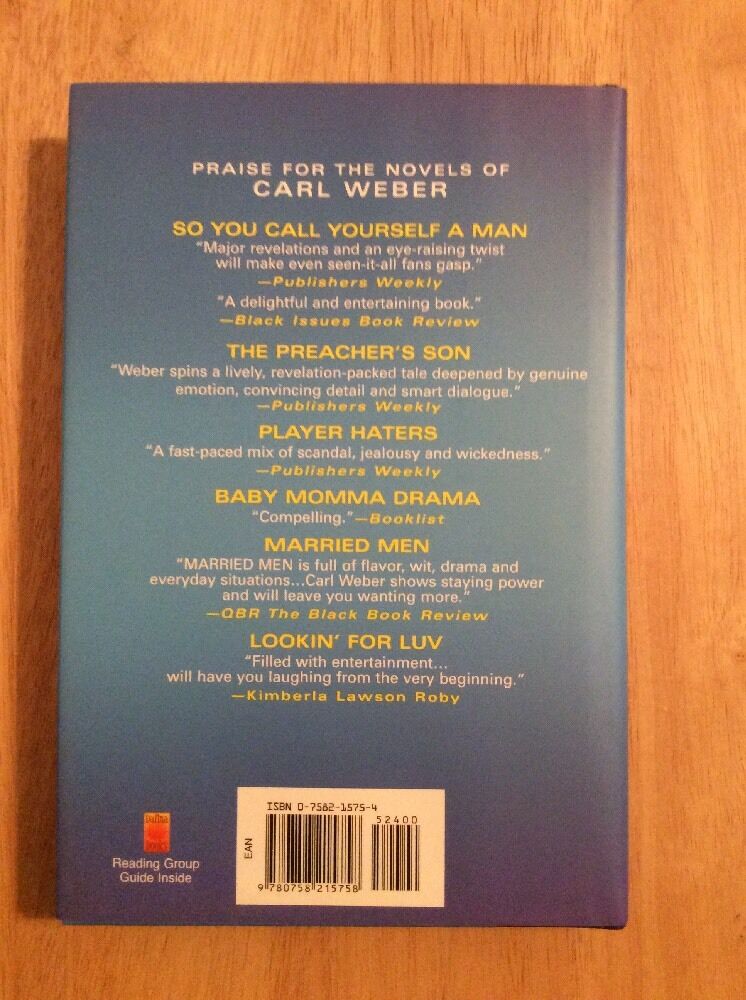 PRAISE FOR THE NOVELS OF
CARL WEBER
SO YOU CALL YOURSELF A MAN
"Major revelations and an eye-raising twist
will make even seen-it-all fans gasp."
—Publishers Weekly
"A delightful and entertaining book."
—Black Issues Book Review
THE PREACHER'S SON
"Weber spins a lively, revelation-packed tale deepened by genuine
emotion, convincing detail and smart dialogue."
—Publishers Weekly
PLAYER HATERS
"A fast-paced mix of scandal, jealousy and wickedness."
—Publishers Weekly
BABY MOMMA DRAMA
"Compelling."—Booklist
MARRIED MEN
"MARRIED MEN is full of flavor, wit, drama and
everyday situations...Carl Weber shows staying power
and will leave you wanting more."
—QBR The Black Book Review
LOOKIN' FOR LUV
"Filled with entertainment...
will have you laughing from the very beginning."
—Kimberla Lawson Roby
ISBN 0-7582-1575-4
52400
EAN
9 780758 215758
Reading Group
Guide Inside